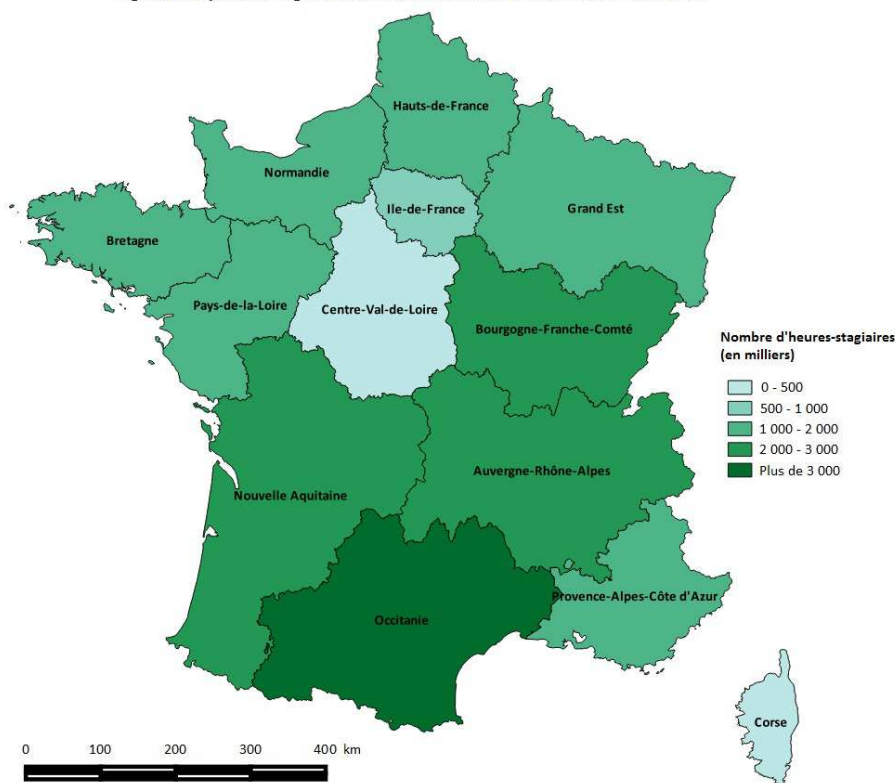 Hauts-de-France
Normandie
Ile-de-France
Grand Est
Bretagne
Pays-de-la-Loire
Centre-Val-de-Loire
Bourgogne-Franche-Comté
Nombre d'heures-stagiaires
(en milliers)
0 - 500
500 - 1 000
1 000 - 2 000
2 000 - 3 000
Plus de 3 000
Auvergne-Rhône-Alpes
Nouvelle Aquitaine
Provence-Alpes-Côte d'Azur
Occitanie
Corse
0 100 200 300 400 km